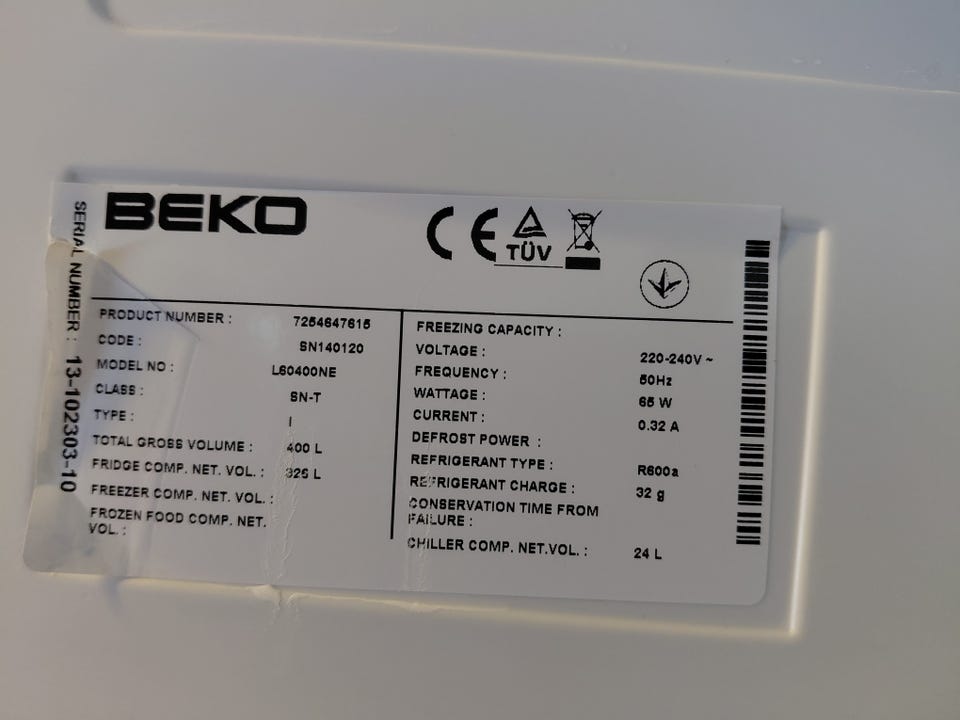 BEKO
CE TÜV
SERIAL NUMBER : 13-102303-10
PRODUCT NUMBER : 7254647615
CODE : SN140120
MODEL NO : L60400NE
CLASS : SN-T
TYPE : I
TOTAL GROSS VOLUME : 400 L
FRIDGE COMP. NET. VOL. : 325 L
FREEZER COMP. NET. VOL. :
FROZEN FOOD COMP. NET.
VOL. :
FREEZING CAPACITY :
VOLTAGE : 220-240V ~
FREQUENCY : 50Hz
WATTAGE : 65 W
CURRENT : 0.32 A
DEFROST POWER :
REFRIGERANT TYPE : R600a
REFRIGERANT CHARGE : 32 g
CONSERVATION TIME FROM
FAILURE :
CHILLER COMP. NET.VOL. : 24 L